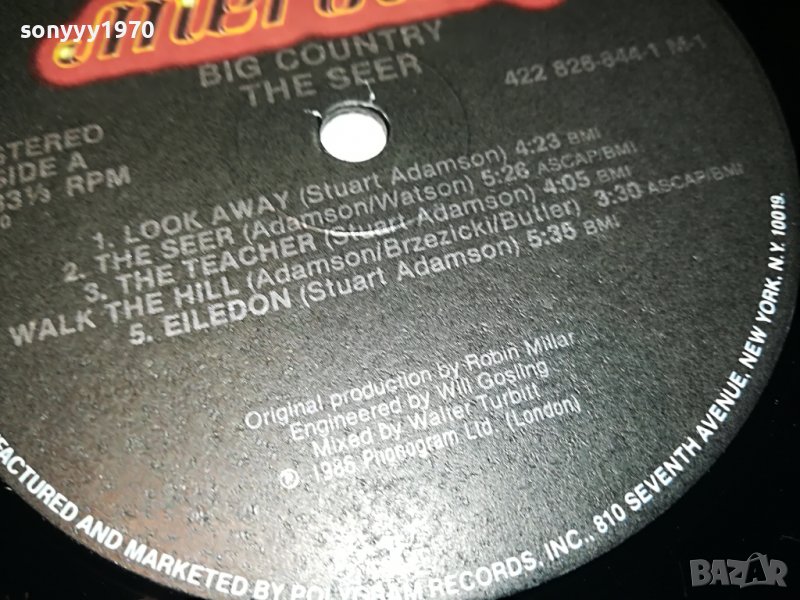 sonyyy1970
BIG COUNTRY
THE SEER
422 826-844-1 M-1
STEREO
SIDE A
33⅓ RPM
1. LOOK AWAY (Stuart Adamson) 4:23 BMI
2. THE SEER (Adamson/Watson) 5:26 ASCAP/BMI
3. THE TEACHER (Stuart Adamson) 4:05 BMI
WALK THE HILL (Adamson/Brzezicki/Butler) 3:30 ASCAP/BMI
5. EILEDON (Stuart Adamson) 5:35 BMI
Original production by Robin Millar
Engineered by Will Gosling
Mixed by Walter Turbitt
℗ 1986 Phonogram Ltd. (London)
FACTURED AND MARKETED BY POLYGRAM RECORDS, INC., 810 SEVENTH AVENUE, NEW YORK, N.Y. 10019.
BAZAR